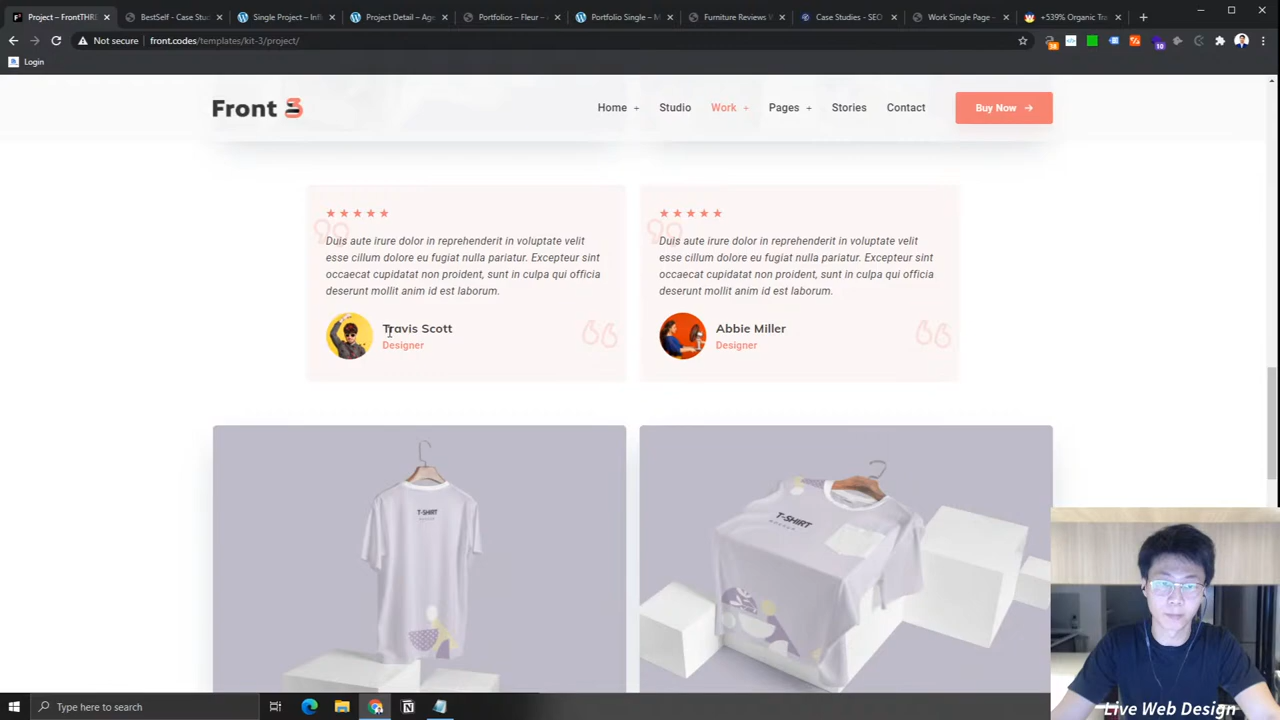 Project – FrontTHR
BestSelf - Case Stud
Single Project – Infi
Project Detail – Age
Portfolios – Fleur –
Portfolio Single – M
Furniture Reviews W
Case Studies - SEO
Work Single Page –
+539% Organic Tra
Not secure
front.codes/templates/kit-3/project/
38
10
Login
Front 3
Home +
Studio
Work +
Pages +
Stories
Contact
Buy Now →
Duis aute irure dolor in reprehenderit in voluptate velit
esse cillum dolore eu fugiat nulla pariatur. Excepteur sint
occaecat cupidatat non proident, sunt in culpa qui officia
deserunt mollit anim id est laborum.
Travis Scott
Designer
Duis aute irure dolor in reprehenderit in voluptate velit
esse cillum dolore eu fugiat nulla pariatur. Excepteur sint
occaecat cupidatat non proident, sunt in culpa qui officia
deserunt mollit anim id est laborum.
Abbie Miller
Designer
T-SHIRT
T-SHIRT
Type here to search
Live Web Design